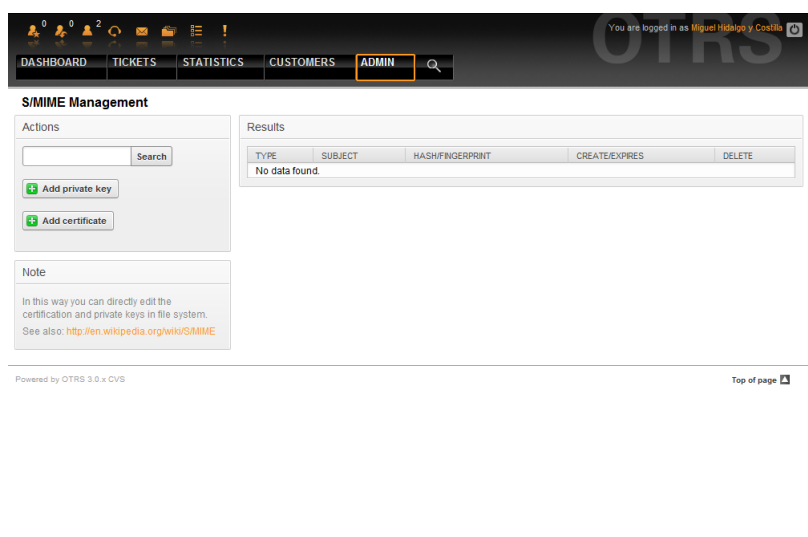 0 0 2
You are logged in as Miguel Hidalgo y Costilla
OTRS
DASHBOARD TICKETS STATISTICS CUSTOMERS ADMIN
S/MIME Management
Actions
Search
Add private key
Add certificate
Note
In this way you can directly edit the
certification and private keys in file system.
See also: http://en.wikipedia.org/wiki/S/MIME
Results
TYPE SUBJECT HASH/FINGERPRINT CREATE/EXPIRES DELETE
No data found.
Powered by OTRS 3.0.x CVS
Top of page